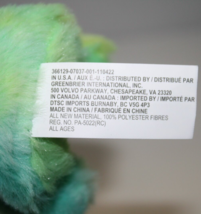 366129-07037-001-118422
IN U.S.A. / AUX E.-U. : DISTRIBUTED BY / DISTRIBUÉ PAR
GREENBRIER INTERNATIONAL, INC.
500 VOLVO PARKWAY, CHESAPEAKE, VA 23320
IN CANADA / AU CANADA : IMPORTED BY / IMPORTÉ PAR
DTSC IMPORTS BURNABY, BC V5G 4P3
MADE IN CHINA / FABRIQUÉ EN CHINE
ALL NEW MATERIAL, 100% POLYESTER FIBRES
REG. NO. PA-5022(RC)
ALL AGES